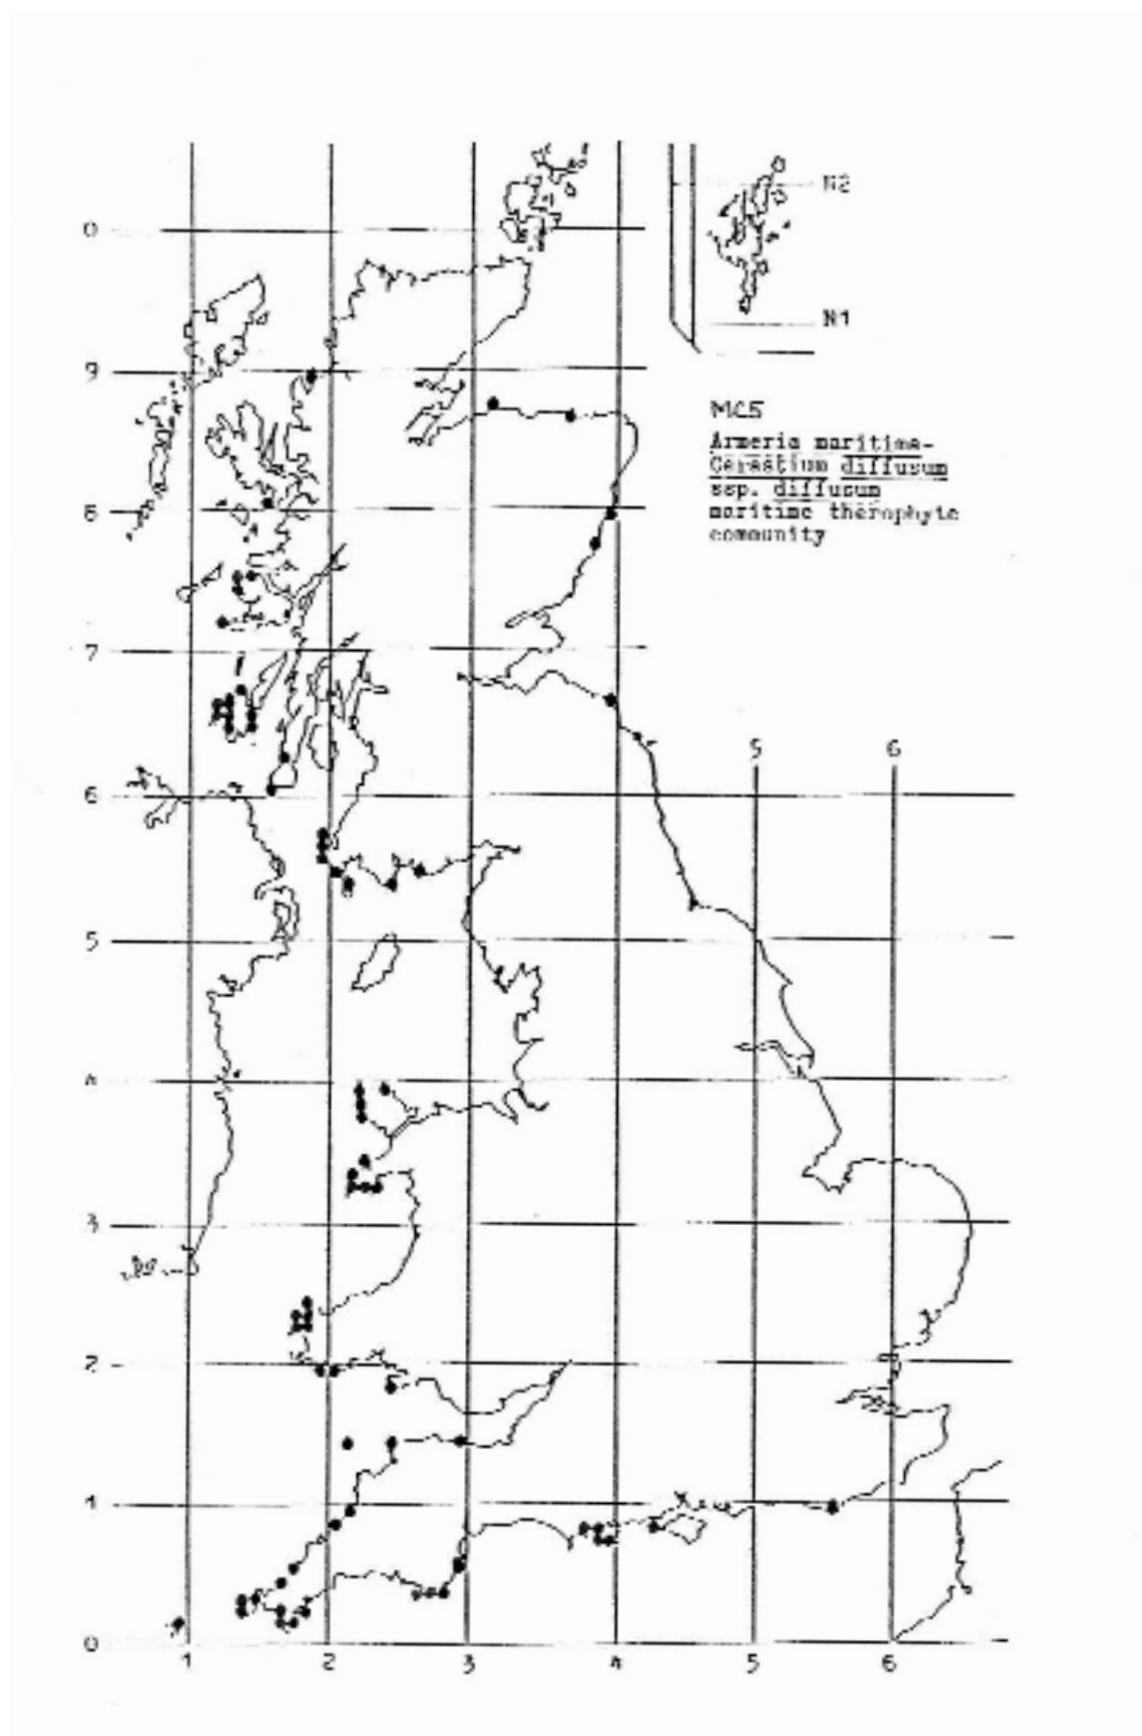 N2
0
N1
9
MC5
Armeria maritima-
Cerastium diffusum
ssp. diffusum
maritime therophyte
community
8
7
5 6
6
5
4
3
2
1
0
1 2 3 4 5 6